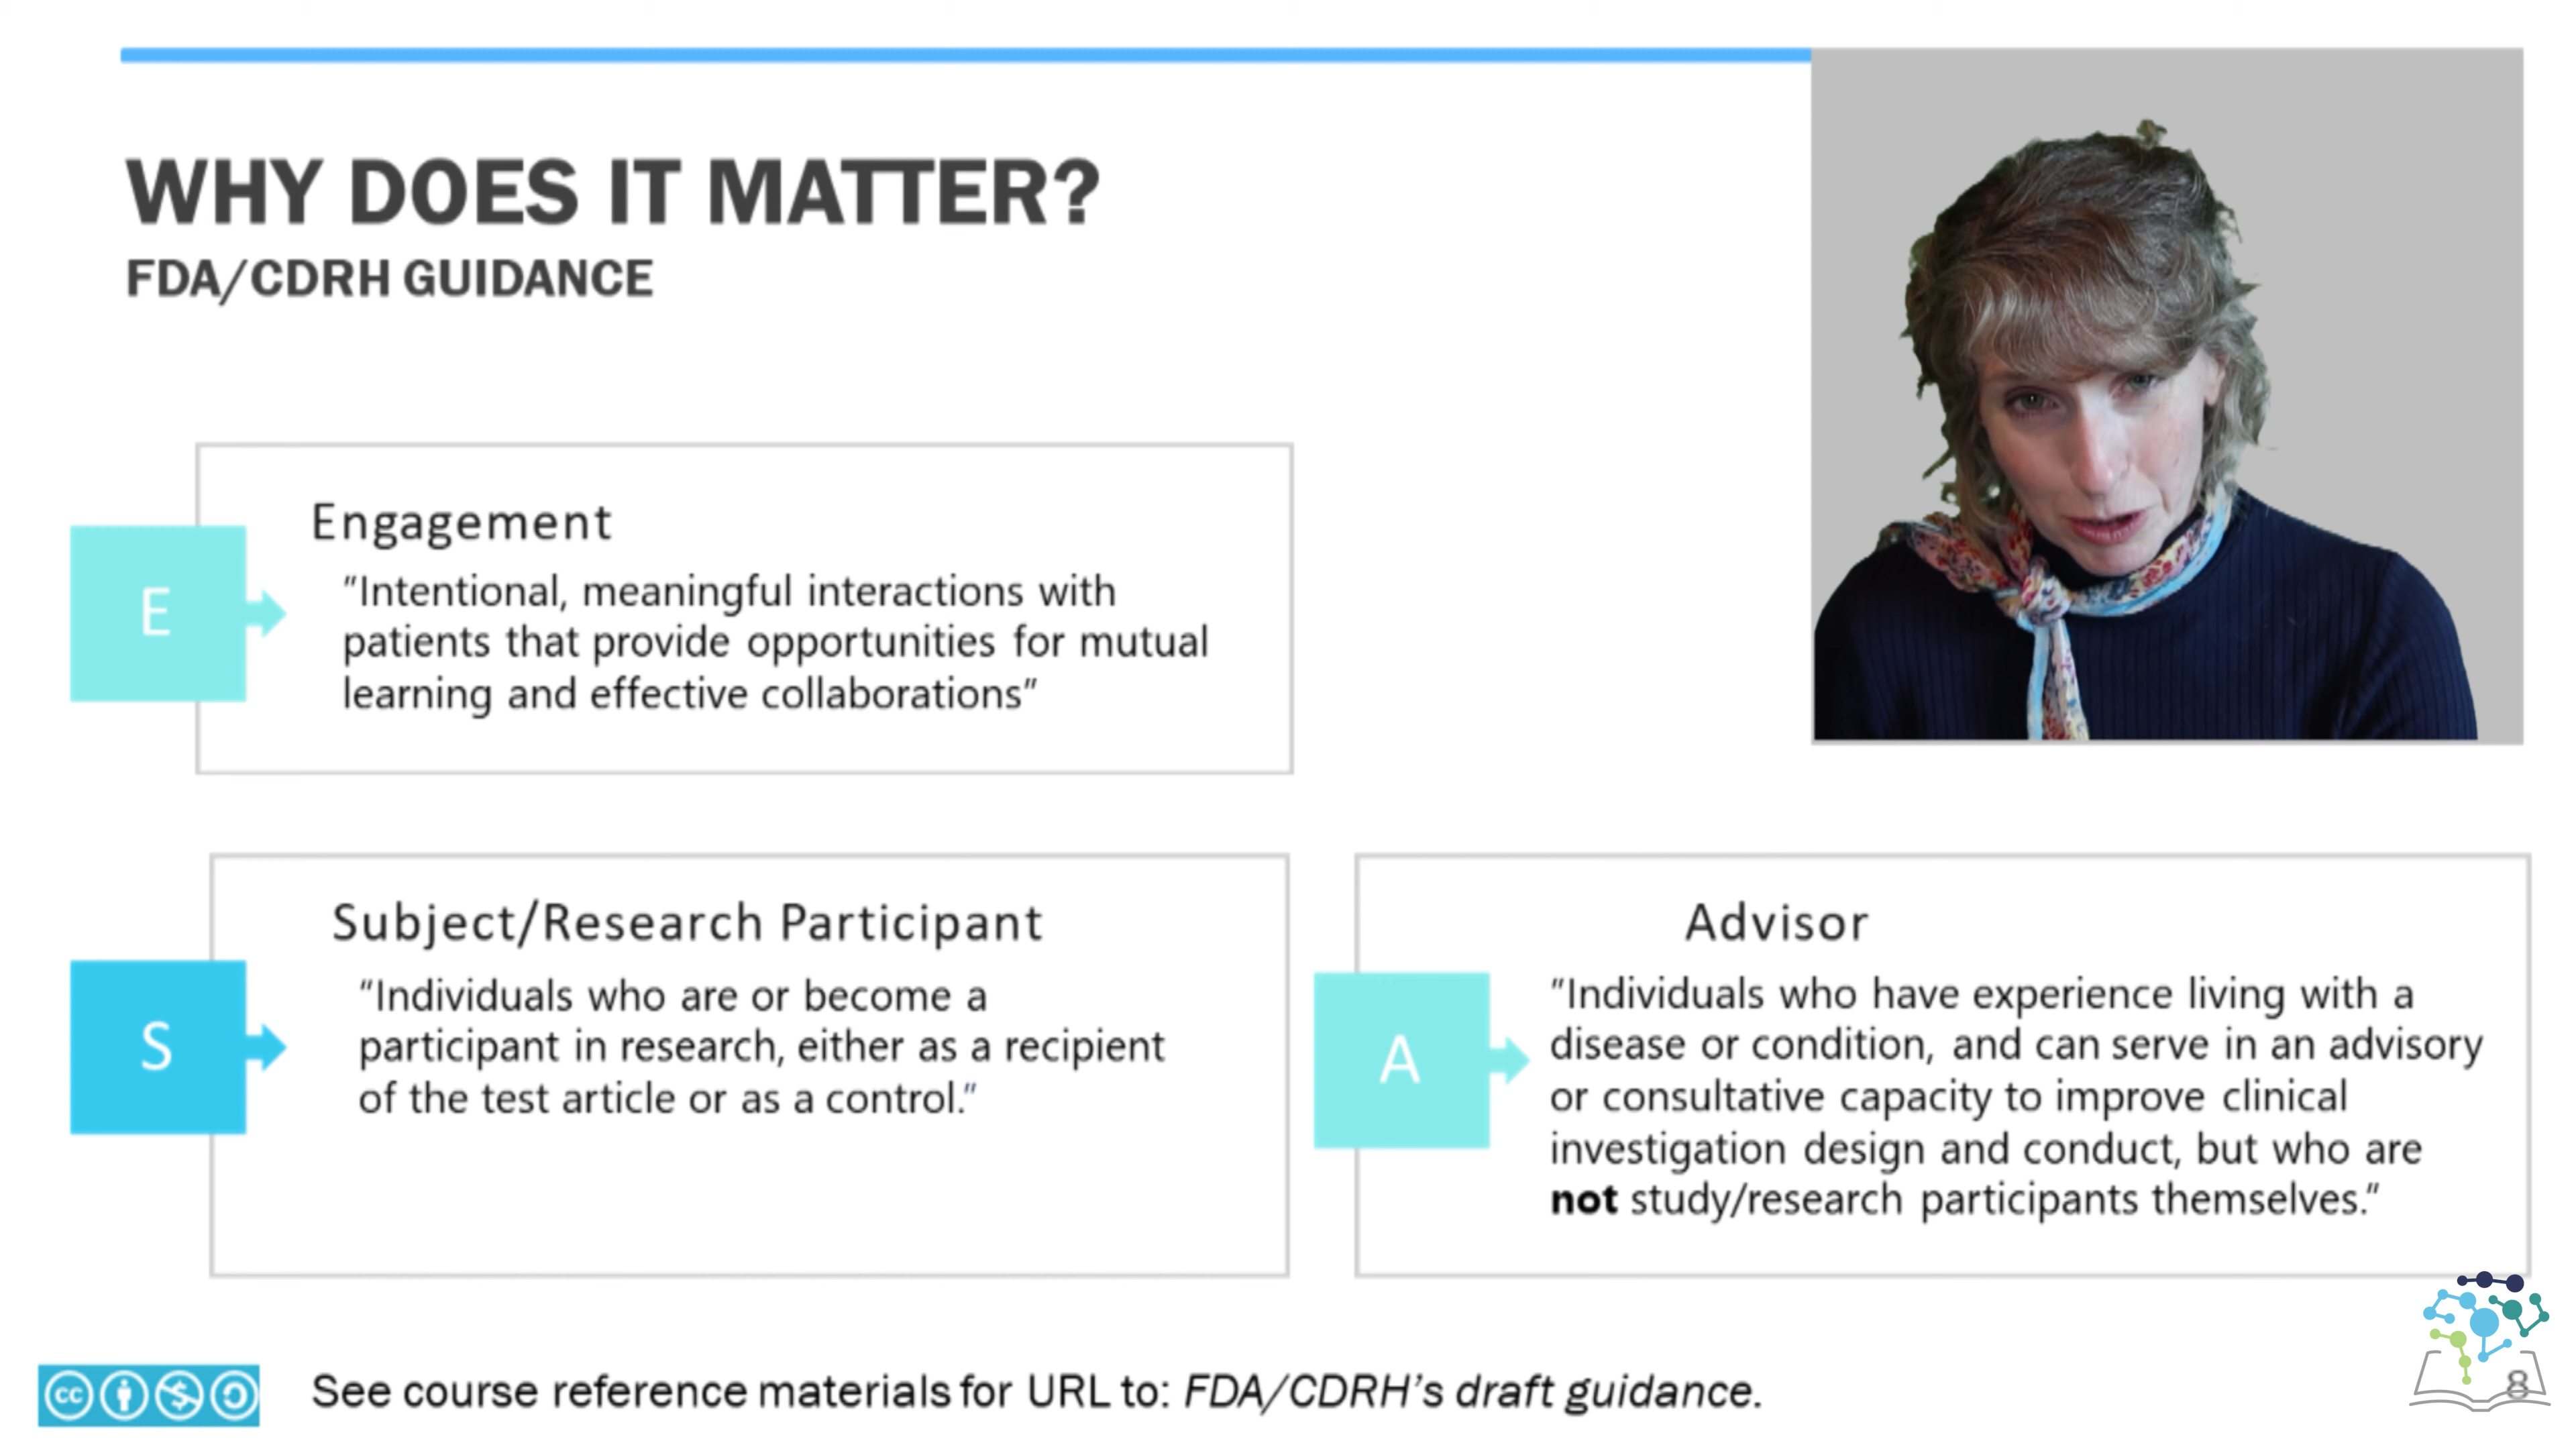 WHY DOES IT MATTER?
FDA/CDRH GUIDANCE
E
Engagement
"Intentional, meaningful interactions with
patients that provide opportunities for mutual
learning and effective collaborations"
S
Subject/Research Participant
"Individuals who are or become a
participant in research, either as a recipient
of the test article or as a control."
A
Advisor
"Individuals who have experience living with a
disease or condition, and can serve in an advisory
or consultative capacity to improve clinical
investigation design and conduct, but who are
not study/research participants themselves."
cc
See course reference materials for URL to: FDA/CDRH's draft guidance.
8